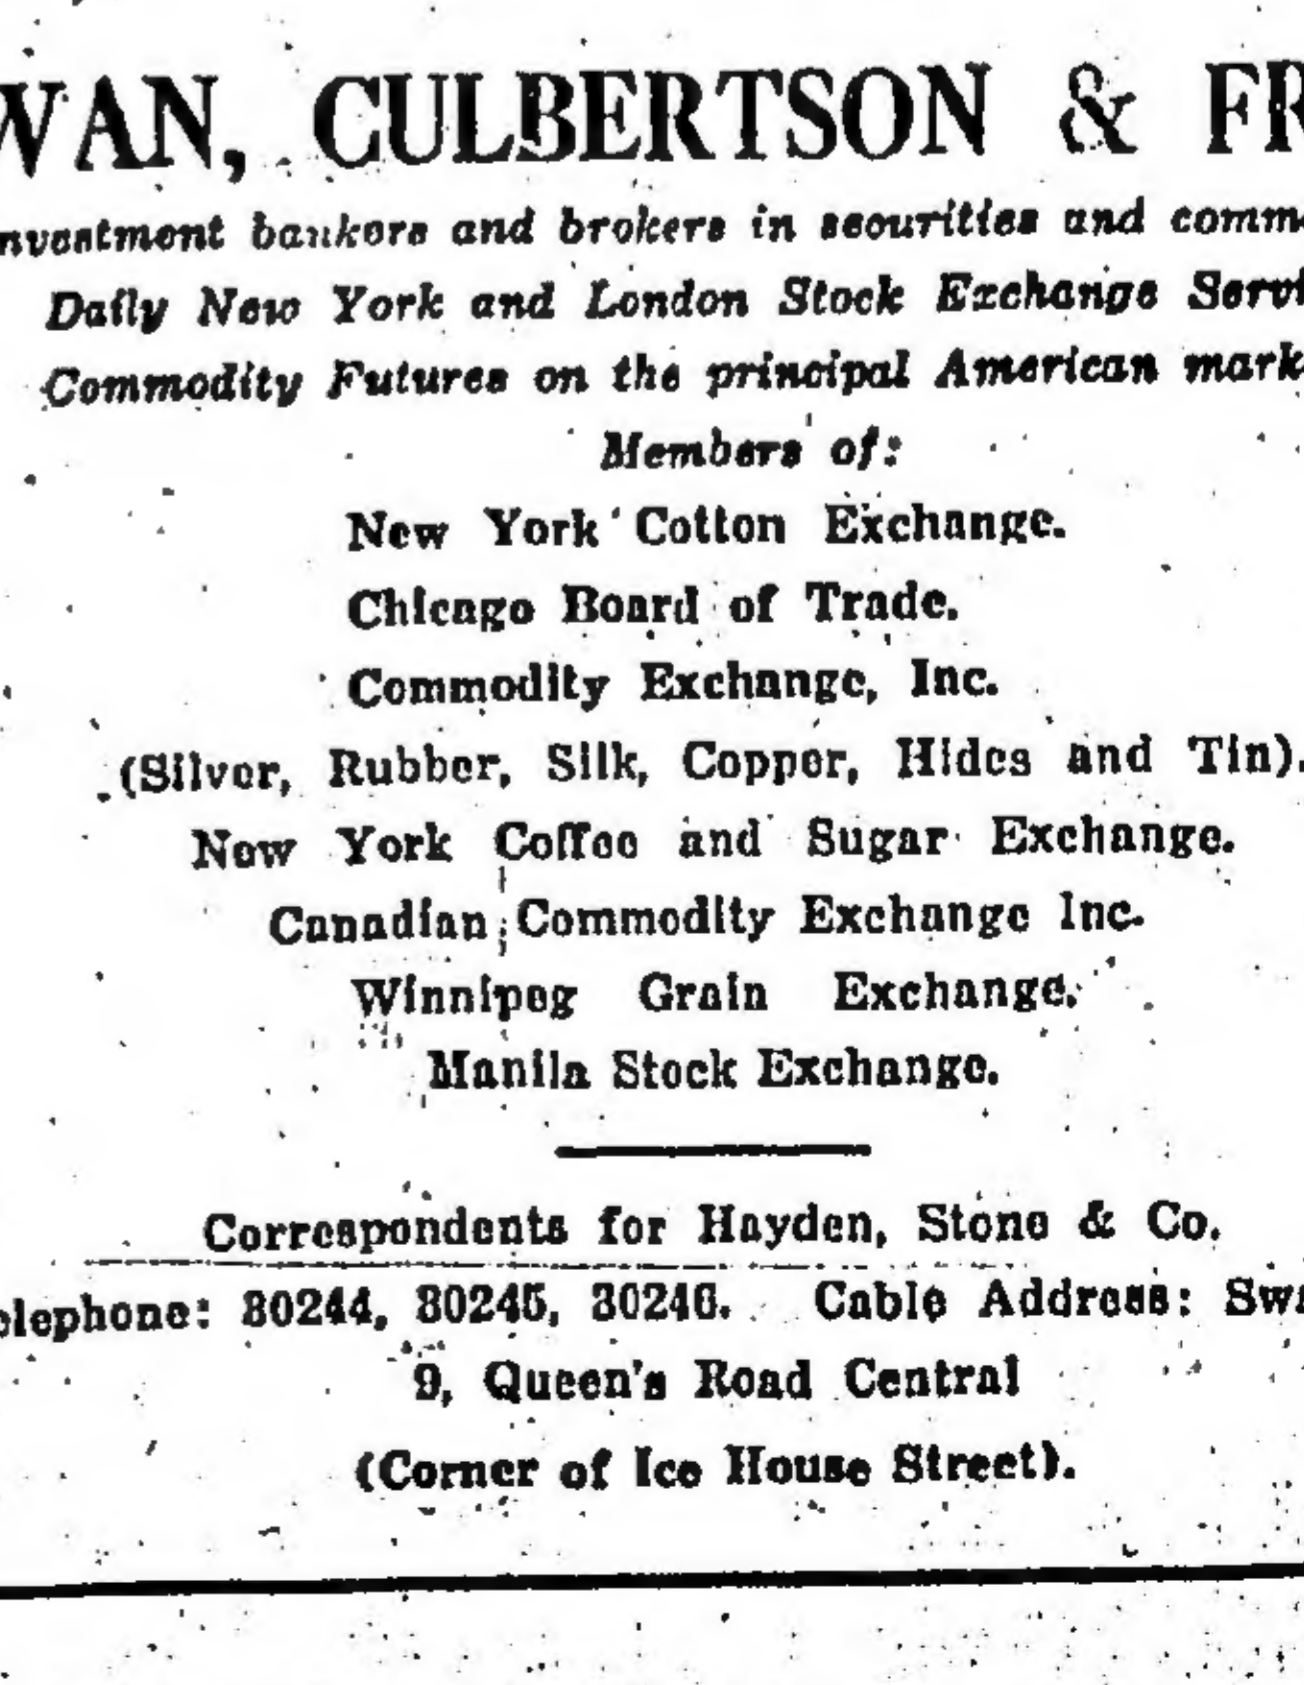 WAN, CULBERTSON & FR
nvestment bankers and brokers in securities and comm
Daily New York and London Stock Exchange Servi
Commodity Futures on the principal American mark
Members of:
New York Cotton Exchange.
Chicago Board of Trade.
Commodity Exchange, Inc.
(Silver, Rubber, Silk, Copper, Hides and Tin).
New York Coffee and Sugar Exchange.
Canadian Commodity Exchange Inc.
Winnipeg Grain Exchange.
Manila Stock Exchange.
Correspondents for Hayden, Stone & Co.
elephone: 30244, 30245, 30246. Cable Address: Swa
9, Queen's Road Central
(Corner of Ice House Street).